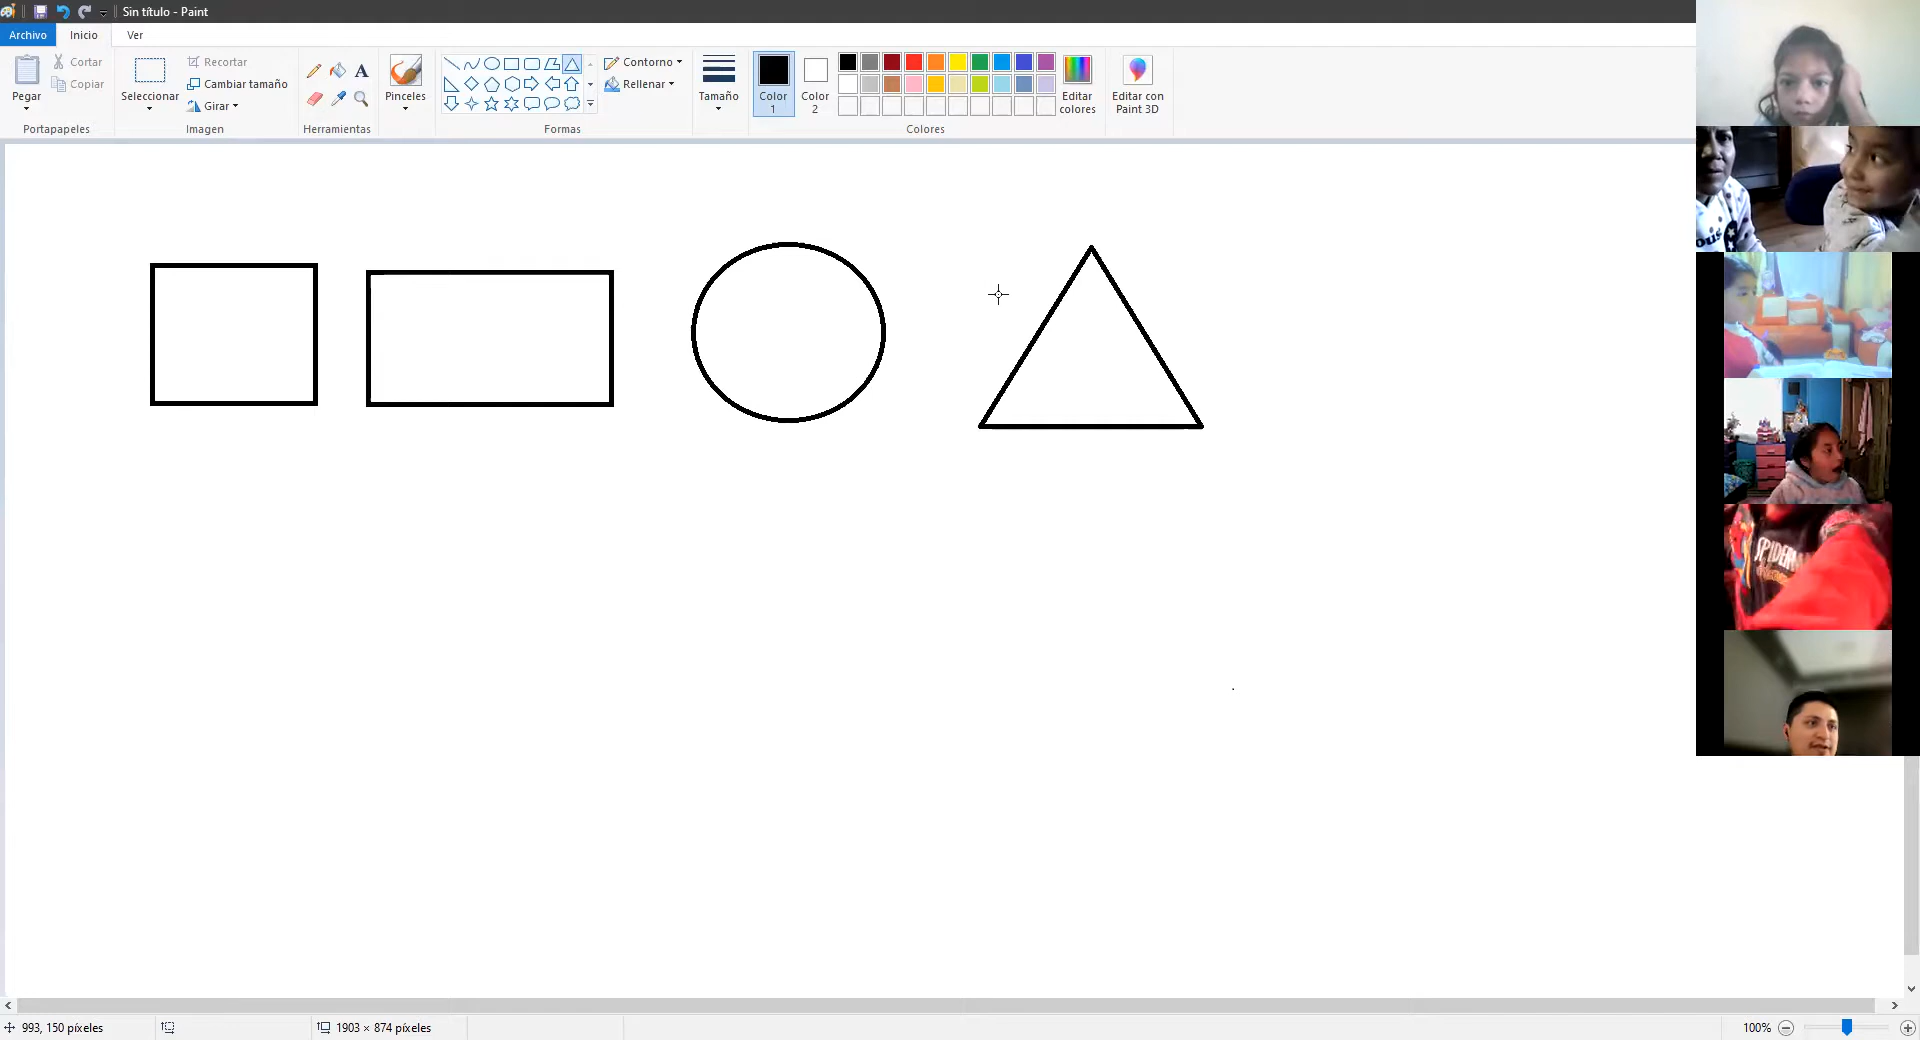 Sin título - Paint
Archivo Inicio Ver
Pegar
Cortar
Copiar
Portapapeles
Seleccionar
Recortar
Cambiar tamaño
Girar
Imagen
A
Herramientas
Pinceles
Contorno
Rellenar
Formas
Tamaño
Color
1
Color
2
Editar
colores
Colores
Editar con
Paint 3D
SPIDER
993, 150 píxeles
1903 × 874 píxeles
100%